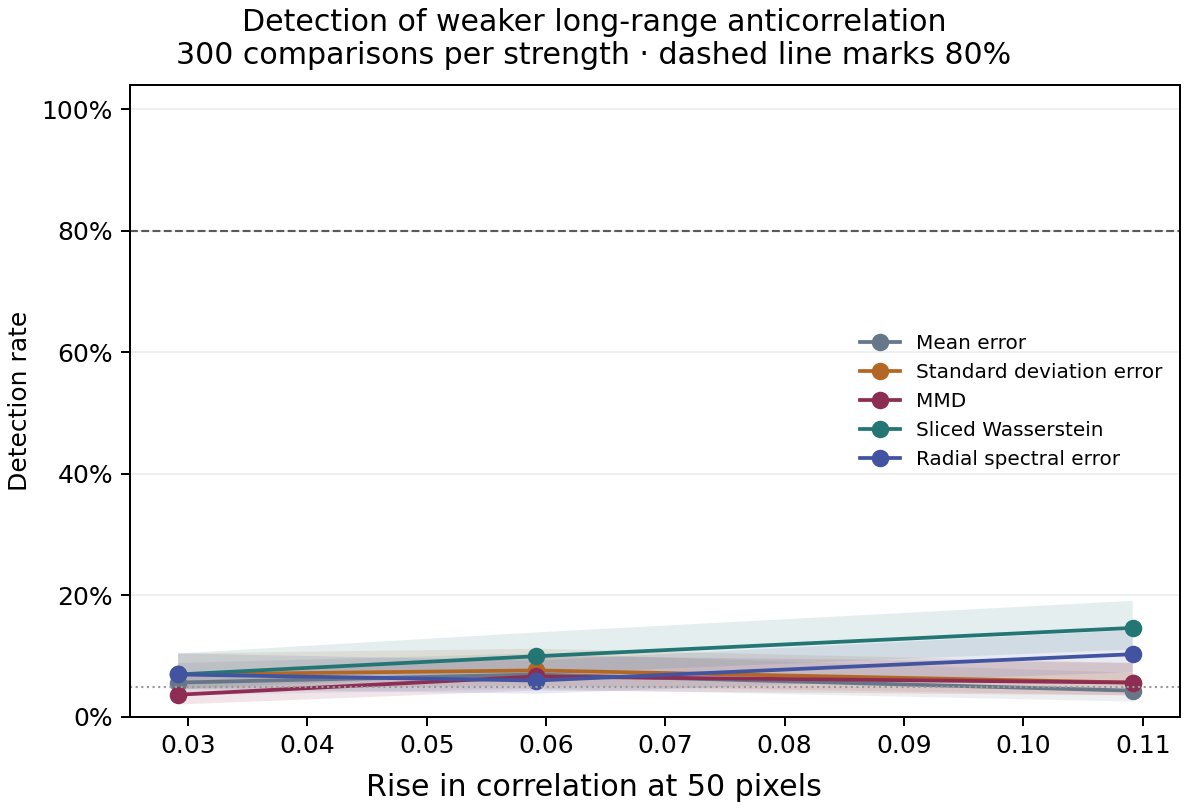 Detection of weaker long-range anticorrelation
300 comparisons per strength · dashed line marks 80%
100%
80%
60%
40%
20%
0%
Detection rate
Mean error
Standard deviation error
MMD
Sliced Wasserstein
Radial spectral error
0.03 0.04 0.05 0.06 0.07 0.08 0.09 0.10 0.11
Rise in correlation at 50 pixels